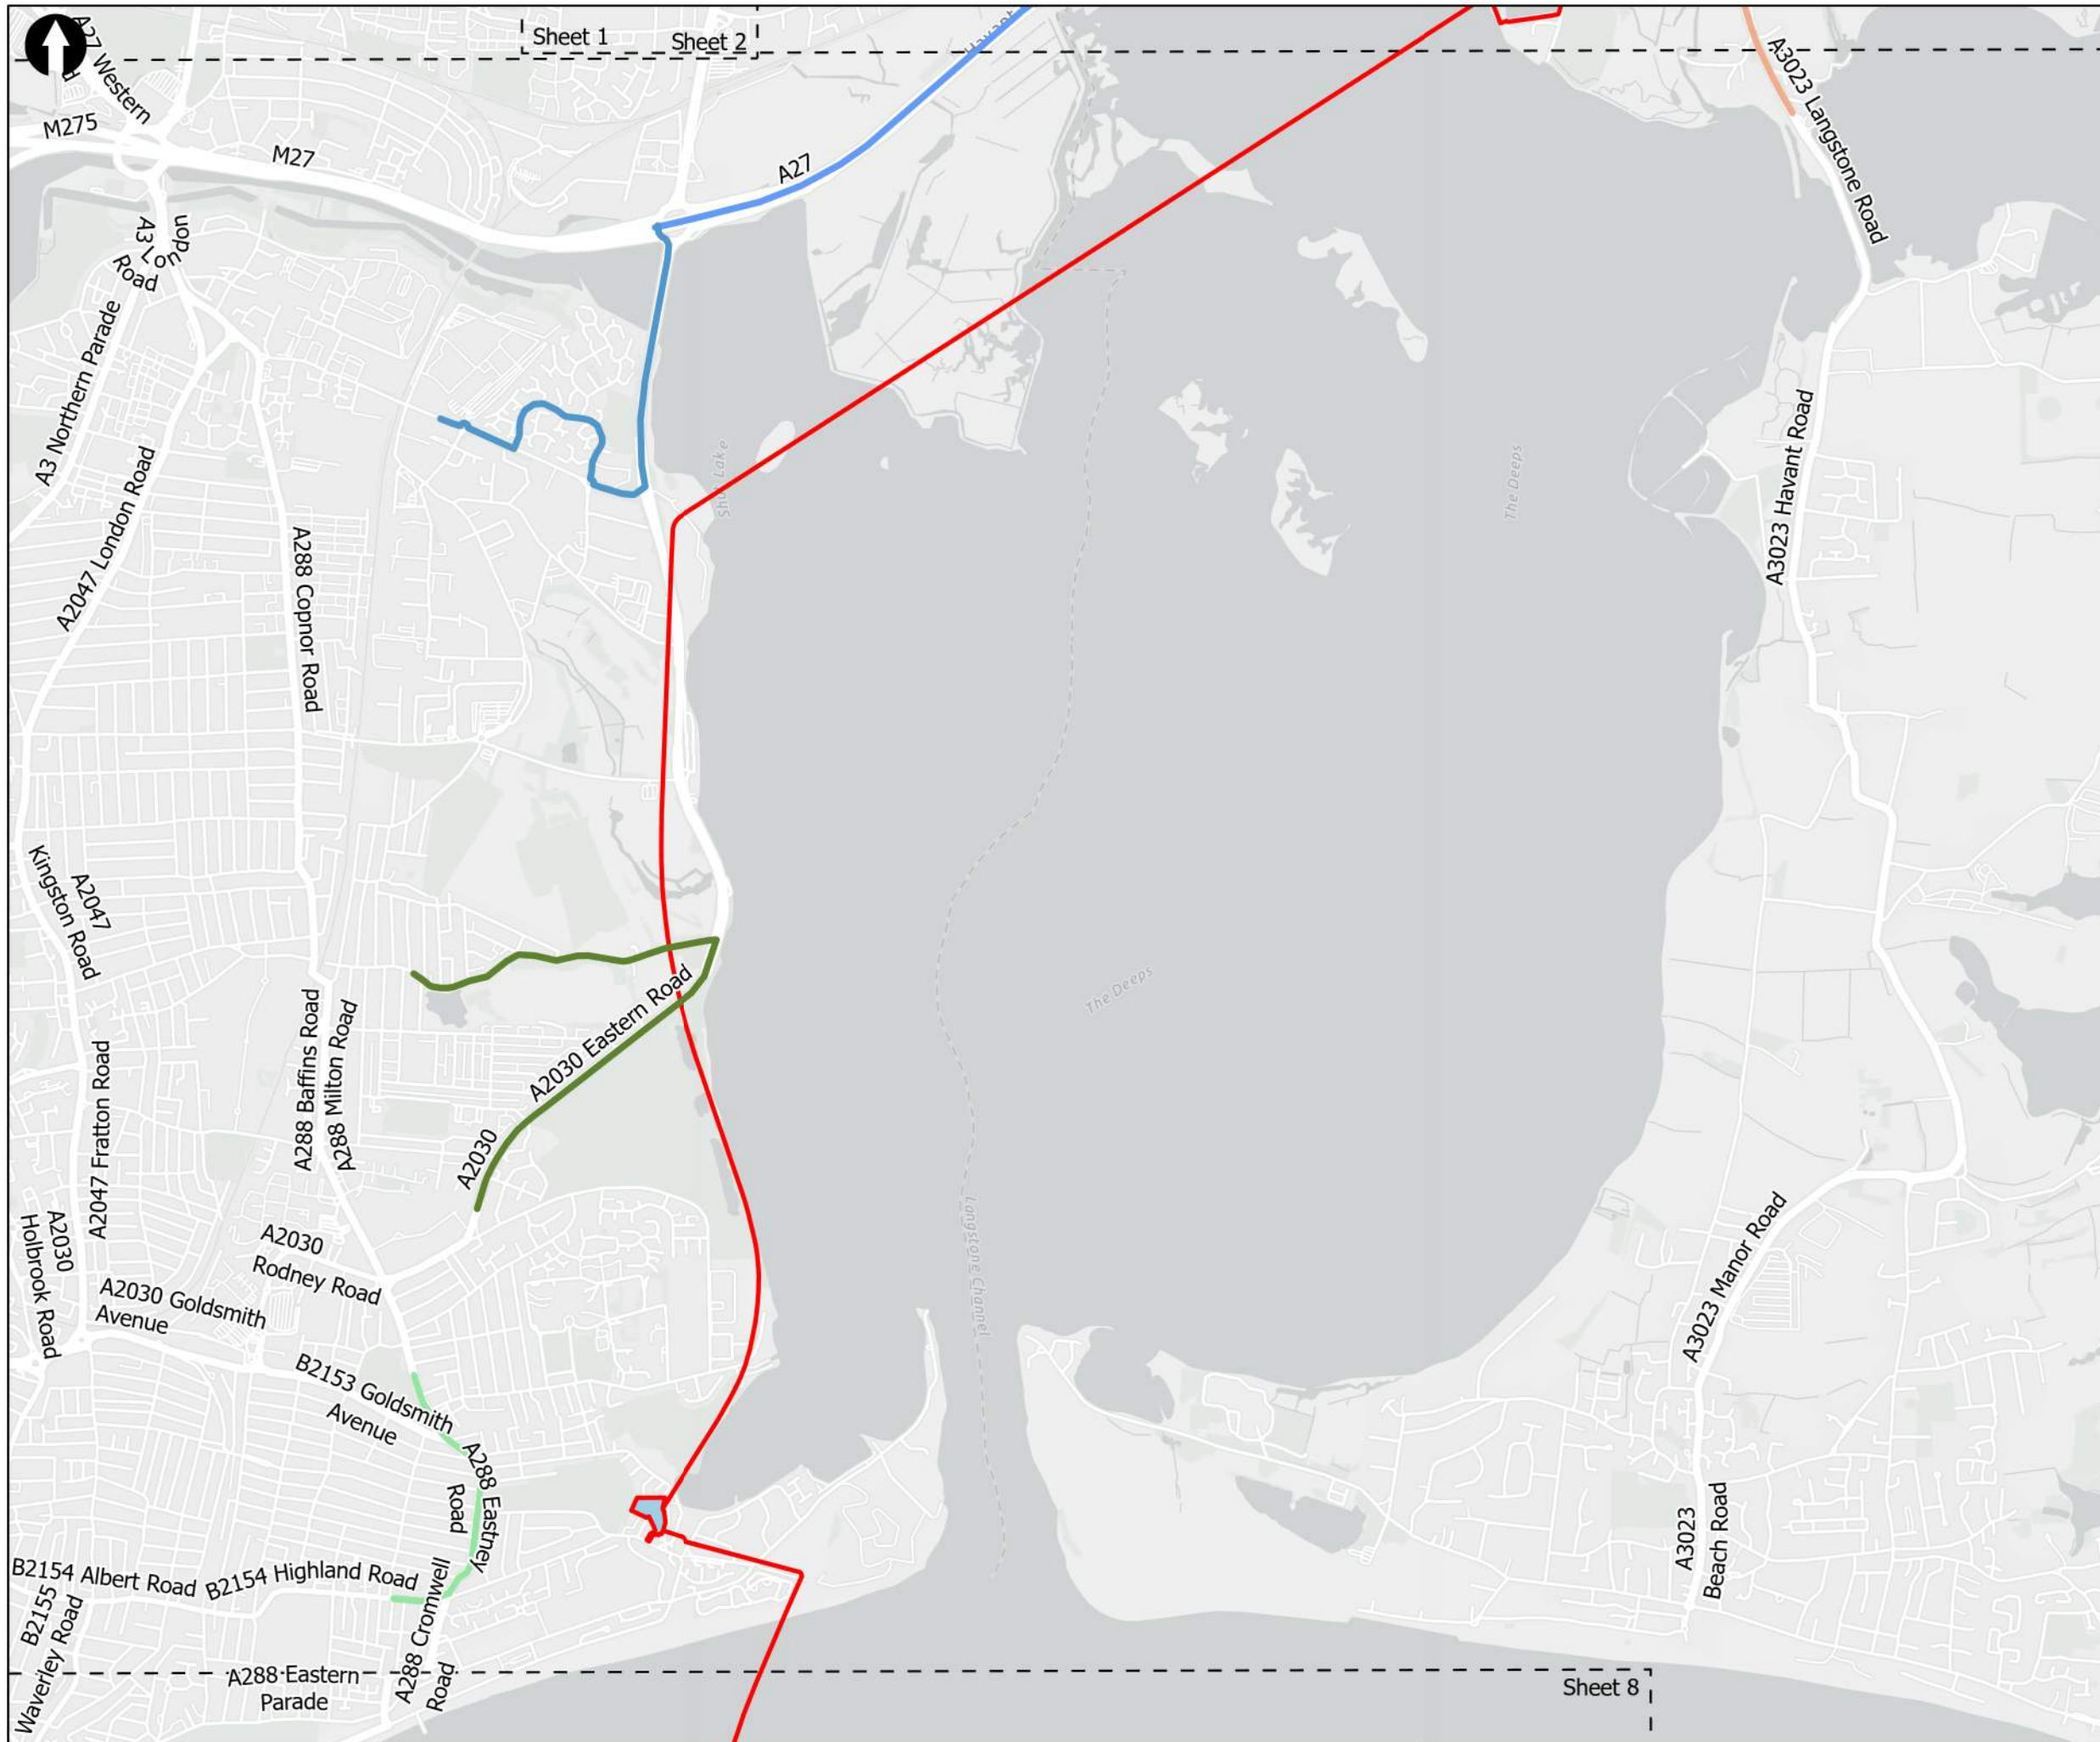 Sheet 1
Sheet 2
Havant
A27 Western
M275
M27
A27
A3 London
Road
A3 Northern Parade
A2047 London Road
A288 Copnor Road
Shut Lake
The Deeps
A3023 Langstone Road
A3023 Havant Road
A2047
Kingston Road
A2047 Fratton Road
A288 Baffins Road
A288 Milton Road
A2030 Eastern Road
A2030
The Deeps
Langstone Channel
A2030
Holbrook Road
A2030
Rodney Road
A2030 Goldsmith
Avenue
B2153 Goldsmith
Avenue
A288 Eastney
Road
B2154 Albert Road
B2154 Highland Road
B2155
Waverley Road
A288 Cromwell
Road
A288 Eastern
Parade
A3023 Manor Road
A3023
Beach Road
Sheet 8